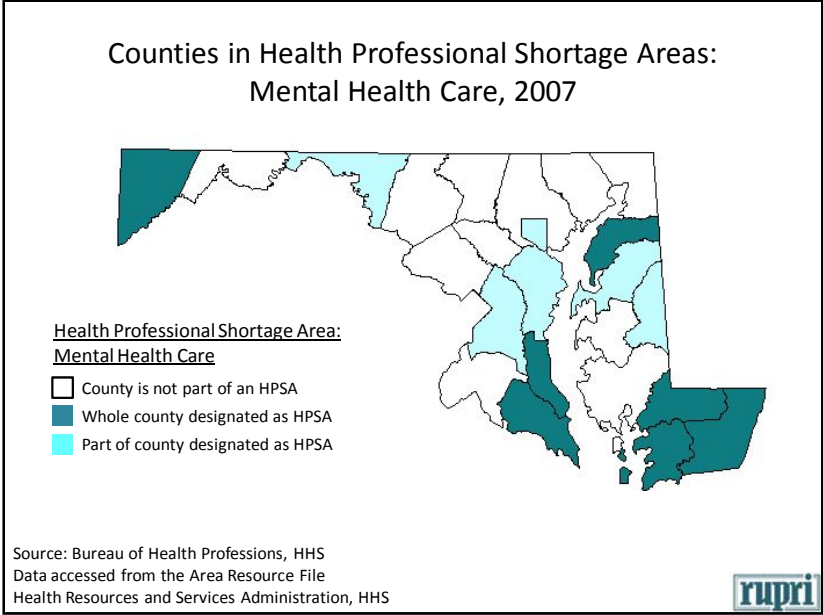 Counties in Health Professional Shortage Areas:
Mental Health Care, 2007
Health Professional Shortage Area:
Mental Health Care
County is not part of an HPSA
Whole county designated as HPSA
Part of county designated as HPSA
Source: Bureau of Health Professions, HHS
Data accessed from the Area Resource File
Health Resources and Services Administration, HHS
rupri